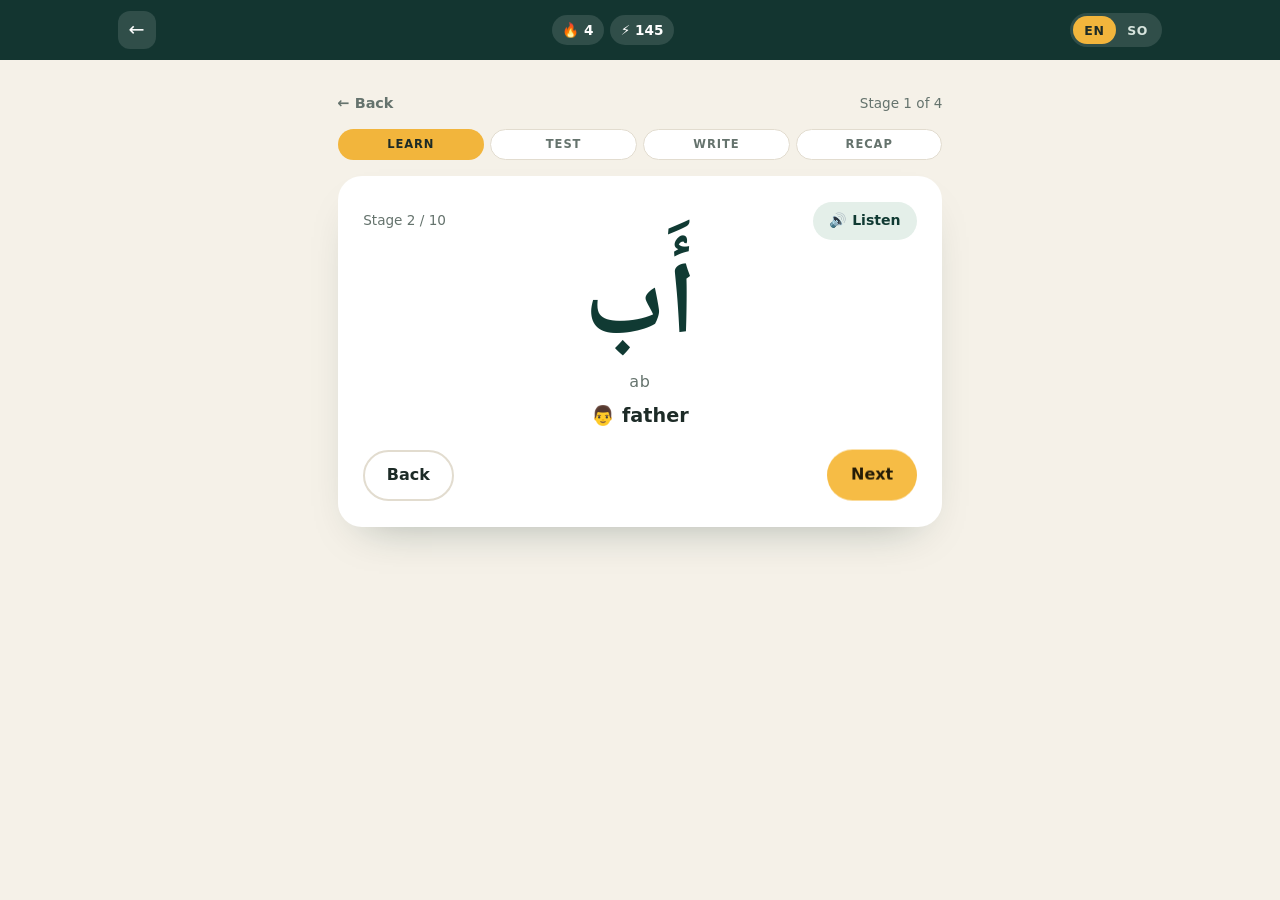 ← 🔥 4 ⚡ 145 EN SO
← Back Stage 1 of 4
LEARN TEST WRITE RECAP
Stage 2 / 10 🔊 Listen
أَب
ab
👨 father
Back Next